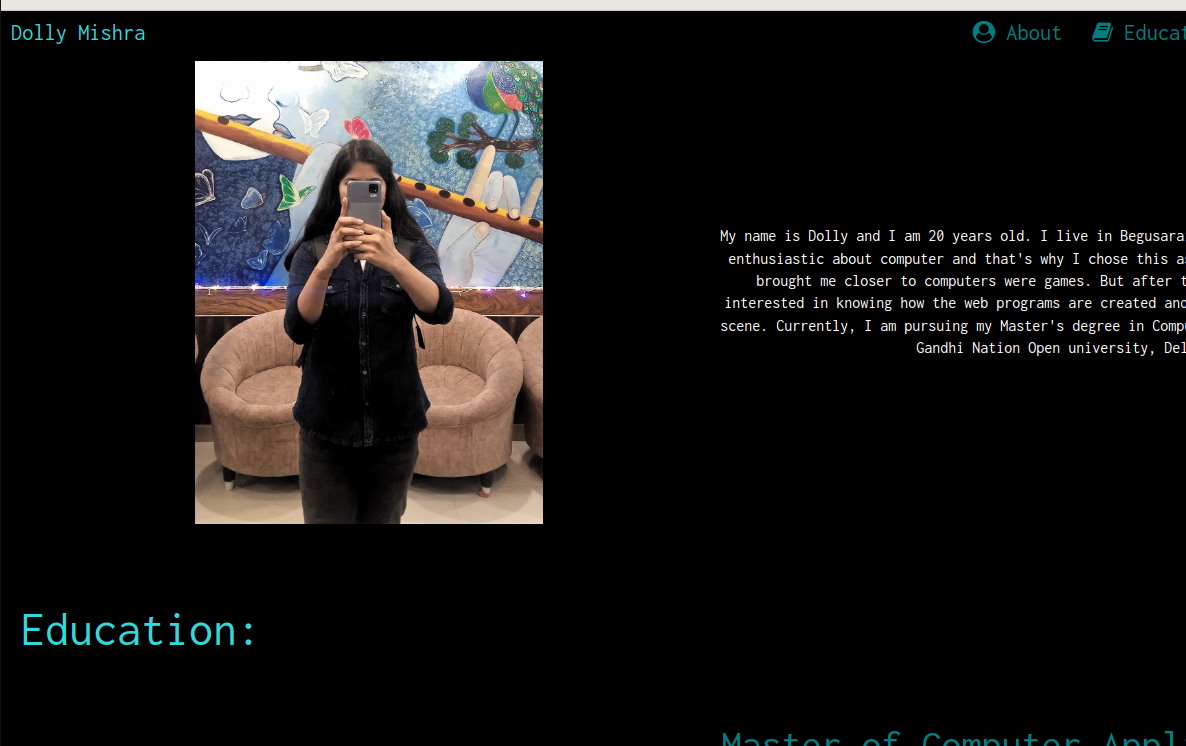 Dolly Mishra
About
Educat
My name is Dolly and I am 20 years old. I live in Begusara
enthusiastic about computer and that's why I chose this a
brought me closer to computers were games. But after t
interested in knowing how the web programs are created and
scene. Currently, I am pursuing my Master's degree in Comp
Gandhi Nation Open university, Del
Education:
Master of Computer Appl